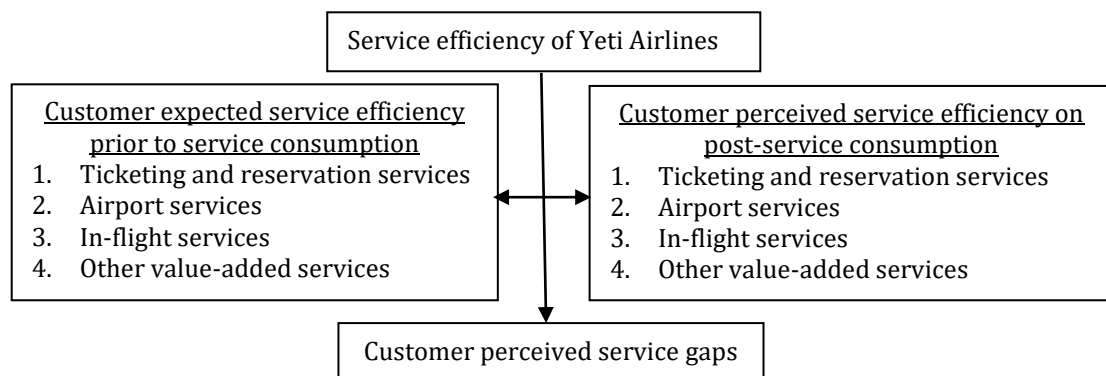 Service efficiency of Yeti Airlines
Customer expected service efficiency
prior to service consumption
1. Ticketing and reservation services
2. Airport services
3. In-flight services
4. Other value-added services
Customer perceived service efficiency on
post-service consumption
1. Ticketing and reservation services
2. Airport services
3. In-flight services
4. Other value-added services
Customer perceived service gaps